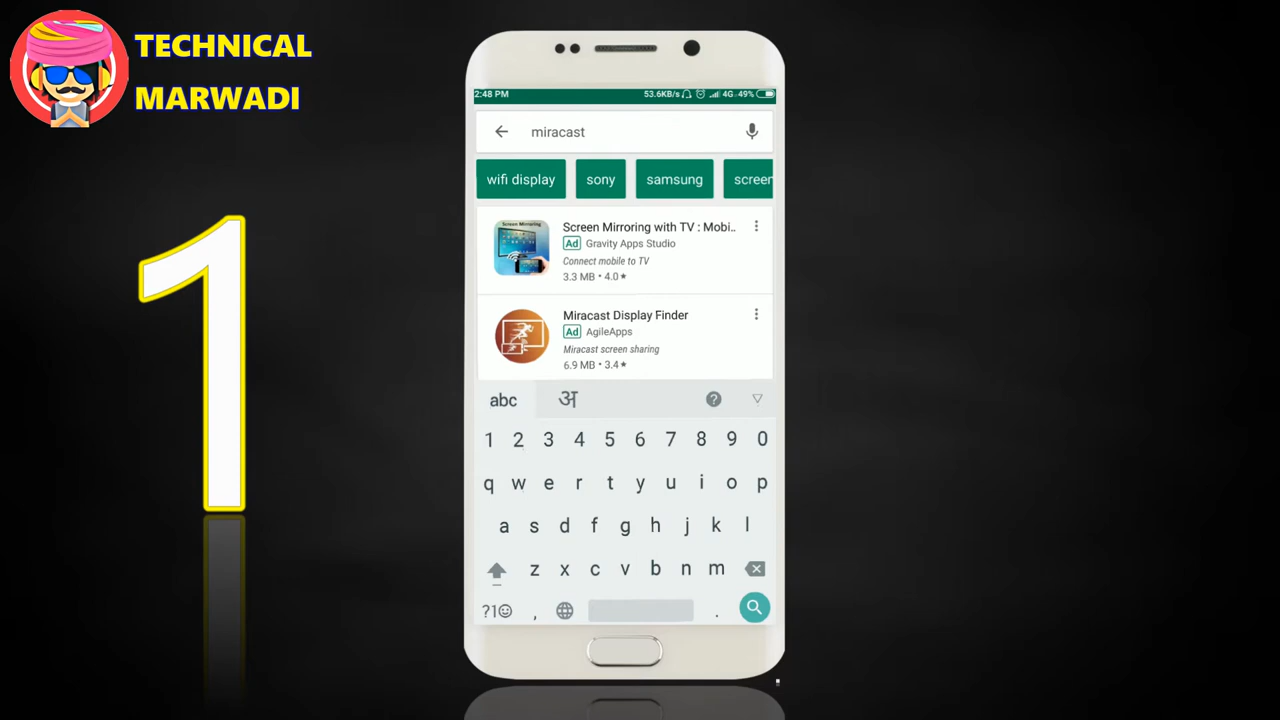 TECHNICAL
MARWADI
1
2:48 PM 53.6KB/s 4G 49%
miracast
wifi display sony samsung screen
Screen Mirroring
Screen Mirroring with TV : Mobi..
Ad Gravity Apps Studio
Connect mobile to TV
3.3 MB • 4.0★
Miracast Display Finder
Ad AgileApps
Miracast screen sharing
6.9 MB • 3.4★
abc अ ?
1 2 3 4 5 6 7 8 9 0
q w e r t y u i o p
a s d f g h j k l
z x c v b n m
?1☺ , .